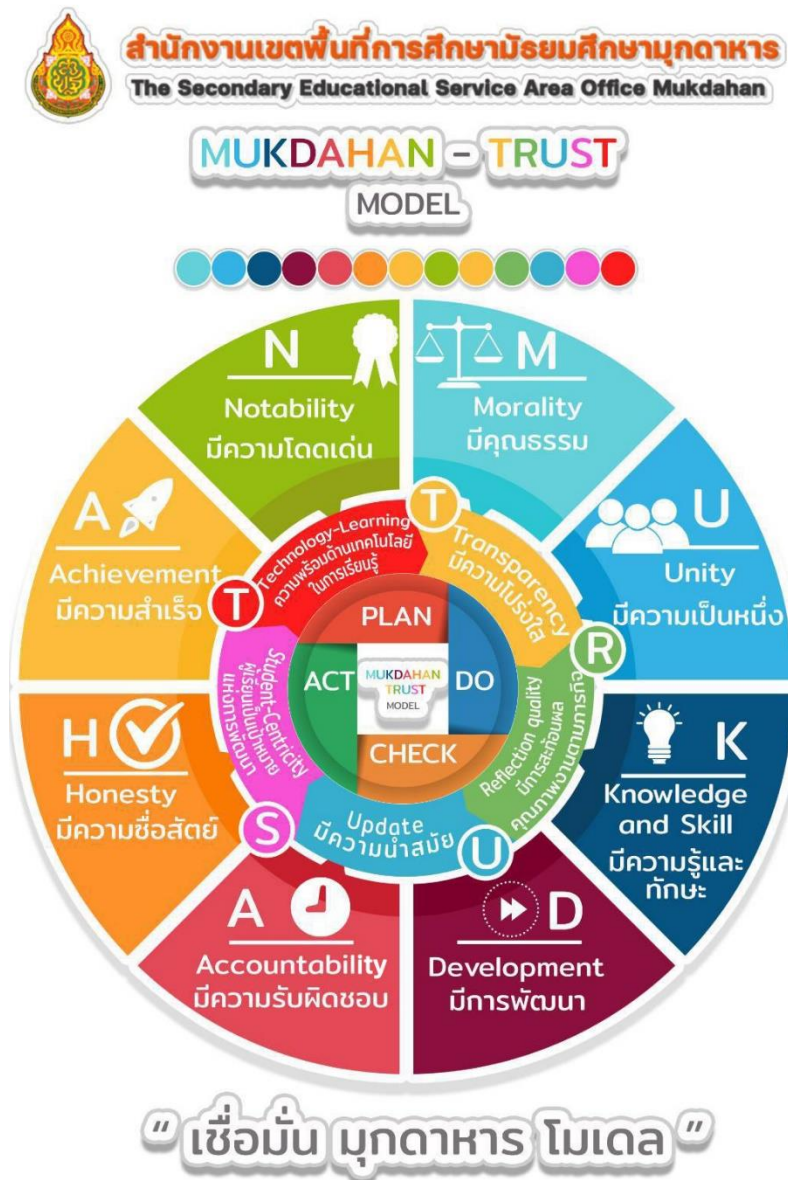 สำนักงานเขตพื้นที่การศึกษามัธยมศึกษามุกดาหาร
The Secondary Educational Service Area Office Mukdahan
MUKDAHAN – TRUST
MODEL
M
Morality
มีคุณธรรม
U
Unity
มีความเป็นหนึ่ง
K
Knowledge
and Skill
มีความรู้และ
ทักษะ
D
Development
มีการพัฒนา
A
Accountability
มีความรับผิดชอบ
H
Honesty
มีความซื่อสัตย์
A
Achievement
มีความสำเร็จ
N
Notability
มีความโดดเด่น
T
Transparency
มีความโปร่งใส
R
Reflection quality
มีการสะท้อนผล
คุณภาพงานตามภารกิจ
U
Update
มีความนำสมัย
S
Student-Centricity
ผู้เรียนเป็นเป้าหมาย
แห่งการพัฒนา
T
Technology-Learning
ความพร้อมด้านเทคโนโลยี
ในการเรียนรู้
PLAN
DO
CHECK
ACT
MUKDAHAN
TRUST
MODEL
“ เชื่อมั่น มุกดาหาร โมเดล ”